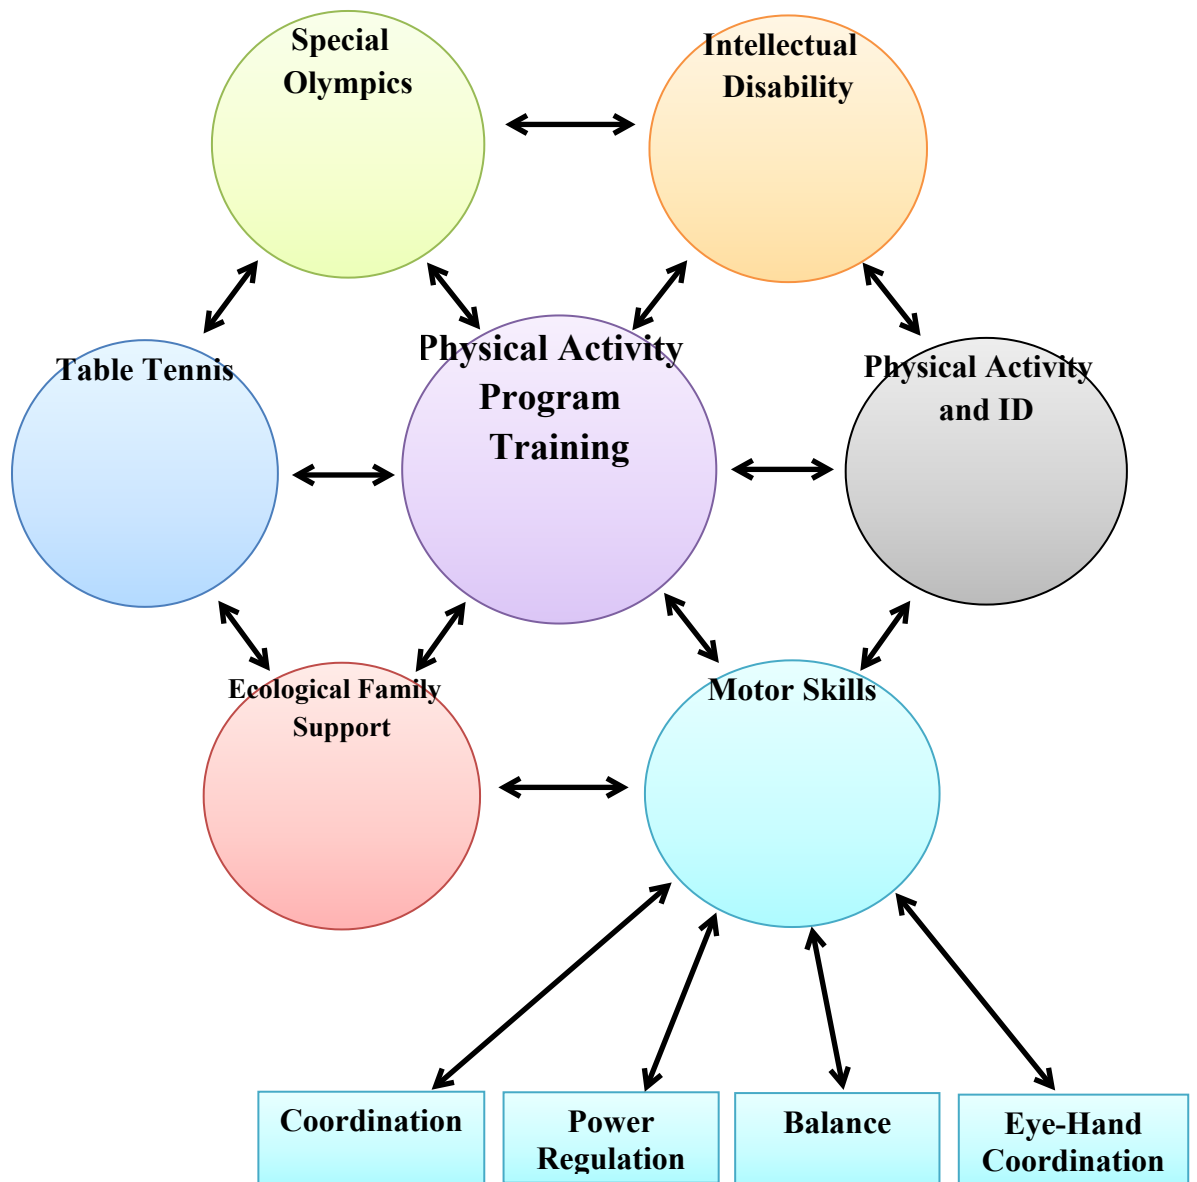 Special
Olympics
Intellectual
Disability
Table Tennis
Physical Activity
Program
Training
Physical Activity
and ID
Ecological Family
Support
Motor Skills
Coordination
Power
Regulation
Balance
Eye-Hand
Coordination